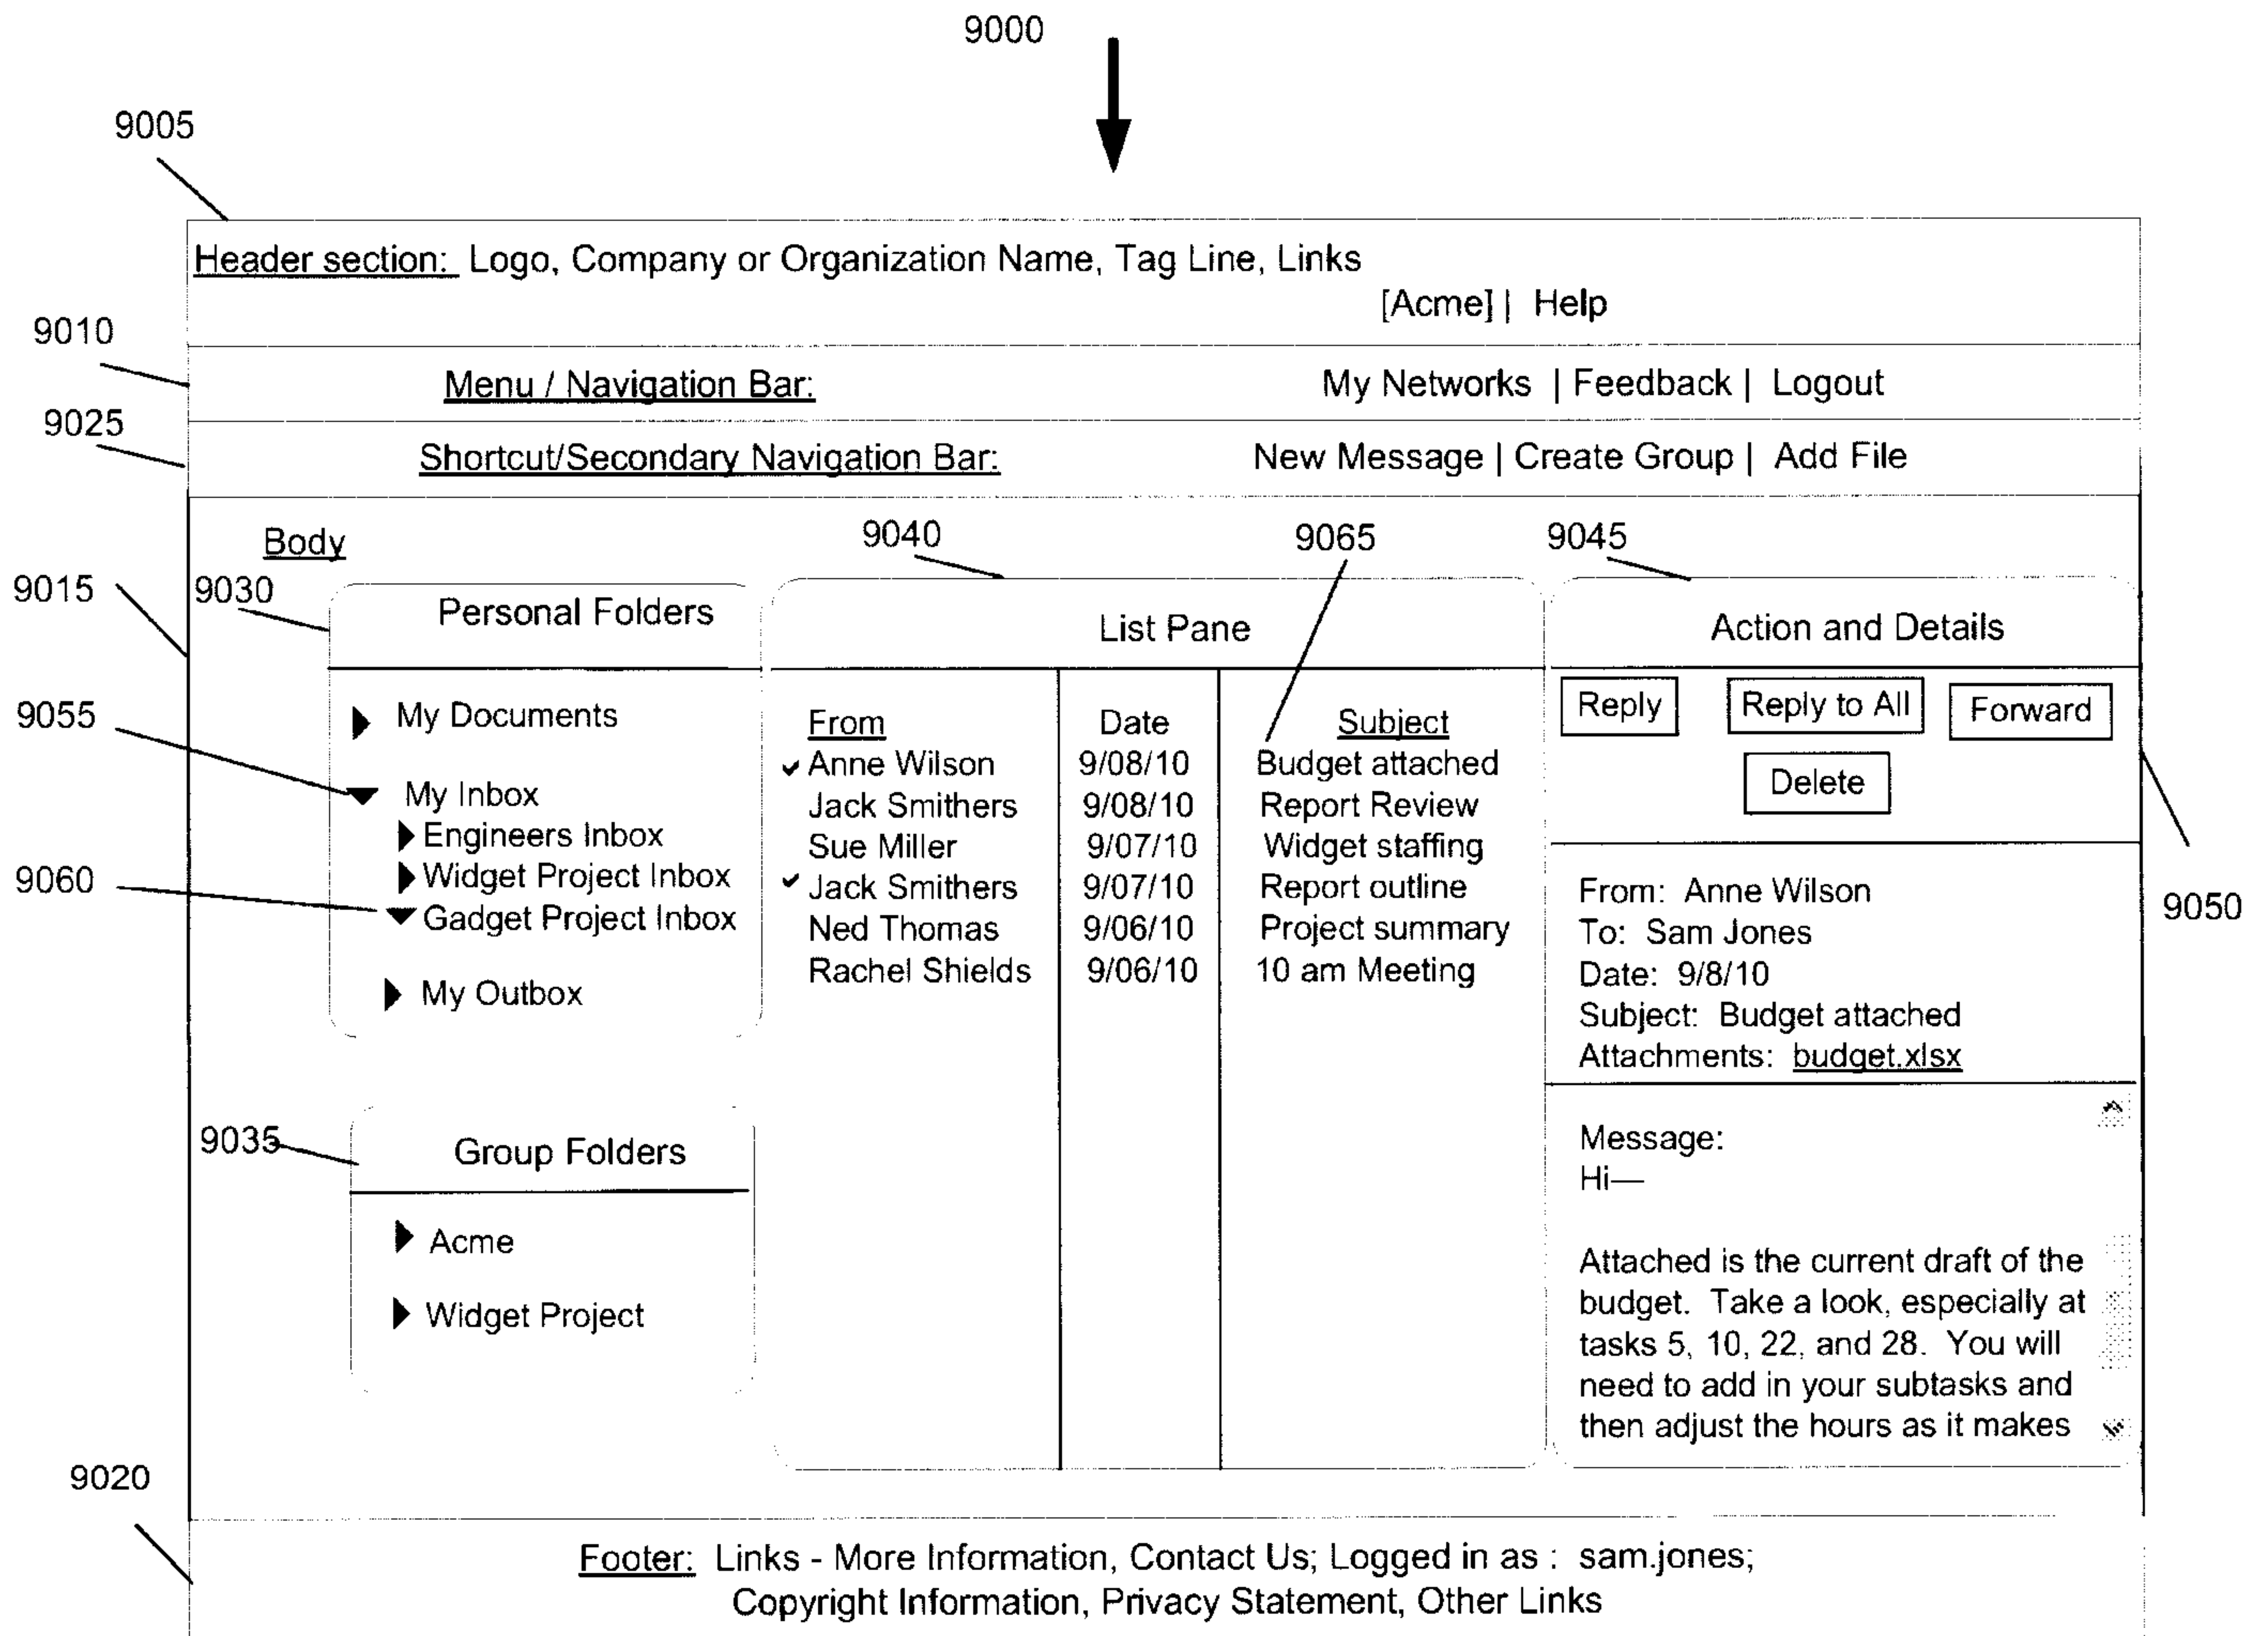 9000
9005
Header section: Logo, Company or Organization Name, Tag Line, Links
[Acme] | Help
9010
Menu / Navigation Bar: My Networks | Feedback | Logout
9025
Shortcut/Secondary Navigation Bar: New Message | Create Group | Add File
Body
9040
9065
9045
9015
9030
Personal Folders
List Pane
Action and Details
9055
My Documents
My Inbox
Engineers Inbox
9060
Widget Project Inbox
Gadget Project Inbox
My Outbox
From Date Subject
Anne Wilson 9/08/10 Budget attached
Jack Smithers 9/08/10 Report Review
Sue Miller 9/07/10 Widget staffing
Jack Smithers 9/07/10 Report outline
Ned Thomas 9/06/10 Project summary
Rachel Shields 9/06/10 10 am Meeting
Reply Reply to All Forward
Delete
9050
From: Anne Wilson
To: Sam Jones
Date: 9/8/10
Subject: Budget attached
Attachments: budget.xlsx
9035
Group Folders
Acme
Widget Project
Message:
Hi—
Attached is the current draft of the
budget. Take a look, especially at
tasks 5, 10, 22, and 28. You will
need to add in your subtasks and
then adjust the hours as it makes
9020
Footer: Links - More Information, Contact Us; Logged in as : sam.jones;
Copyright Information, Privacy Statement, Other Links